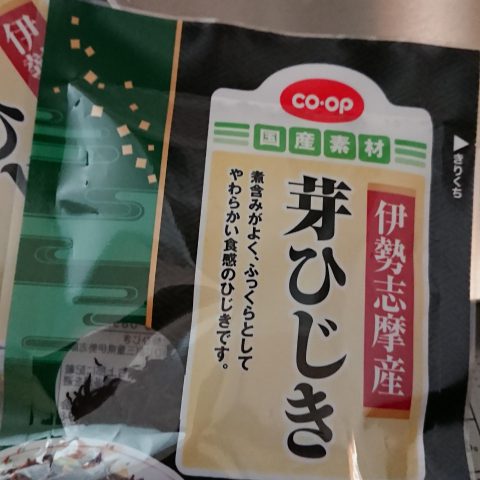 co·op
国産素材
伊勢志摩産
芽ひじき
煮含みがよく、ふっくらとして
やわらかい食感のひじきです。
きりくち
伊勢